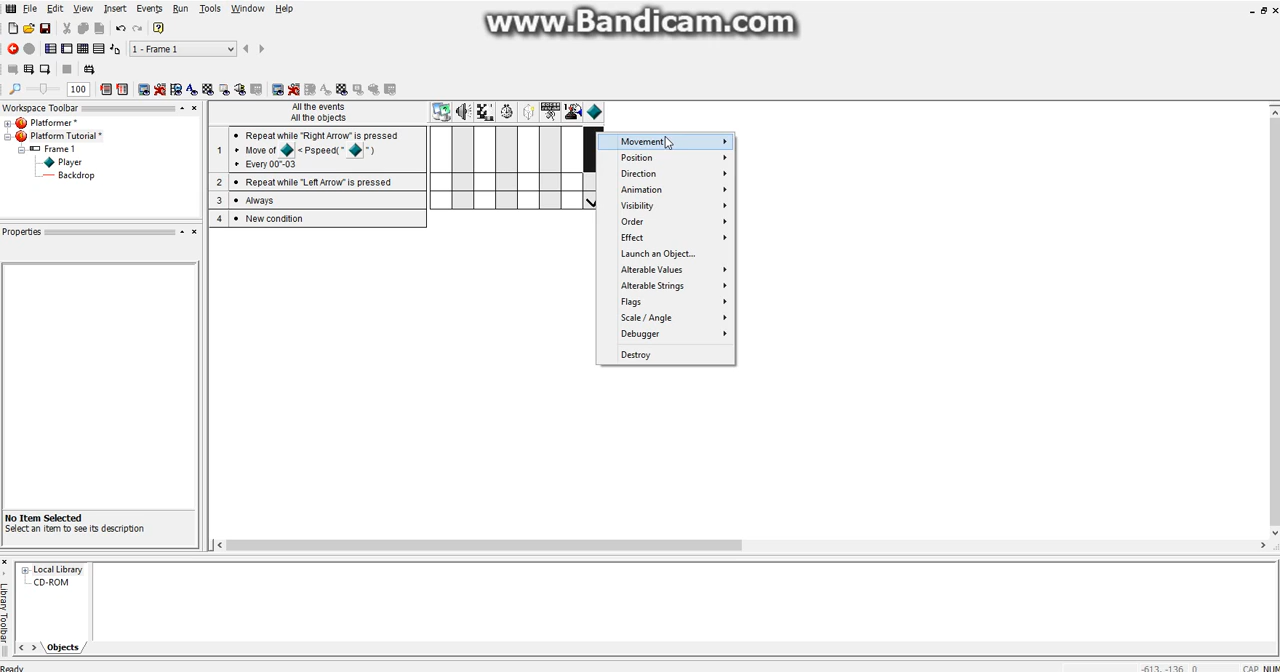 www.Bandicam.com
File Edit View Insert Events Run Tools Window Help
1 - Frame 1
100
Workspace Toolbar
Platformer *
Platform Tutorial *
Frame 1
Player
Backdrop
Properties
No Item Selected
Select an item to see its description
All the events
All the objects
1
Repeat while "Right Arrow" is pressed
Move of < Pspeed( " " )
Every 00"-03
2 Repeat while "Left Arrow" is pressed
3 Always
4 New condition
Movement
Position
Direction
Animation
Visibility
Order
Effect
Launch an Object...
Alterable Values
Alterable Strings
Flags
Scale / Angle
Debugger
Destroy
Library Toolbar
Local Library
CD-ROM
Objects
Ready
-613, -136 0
CAP NUM